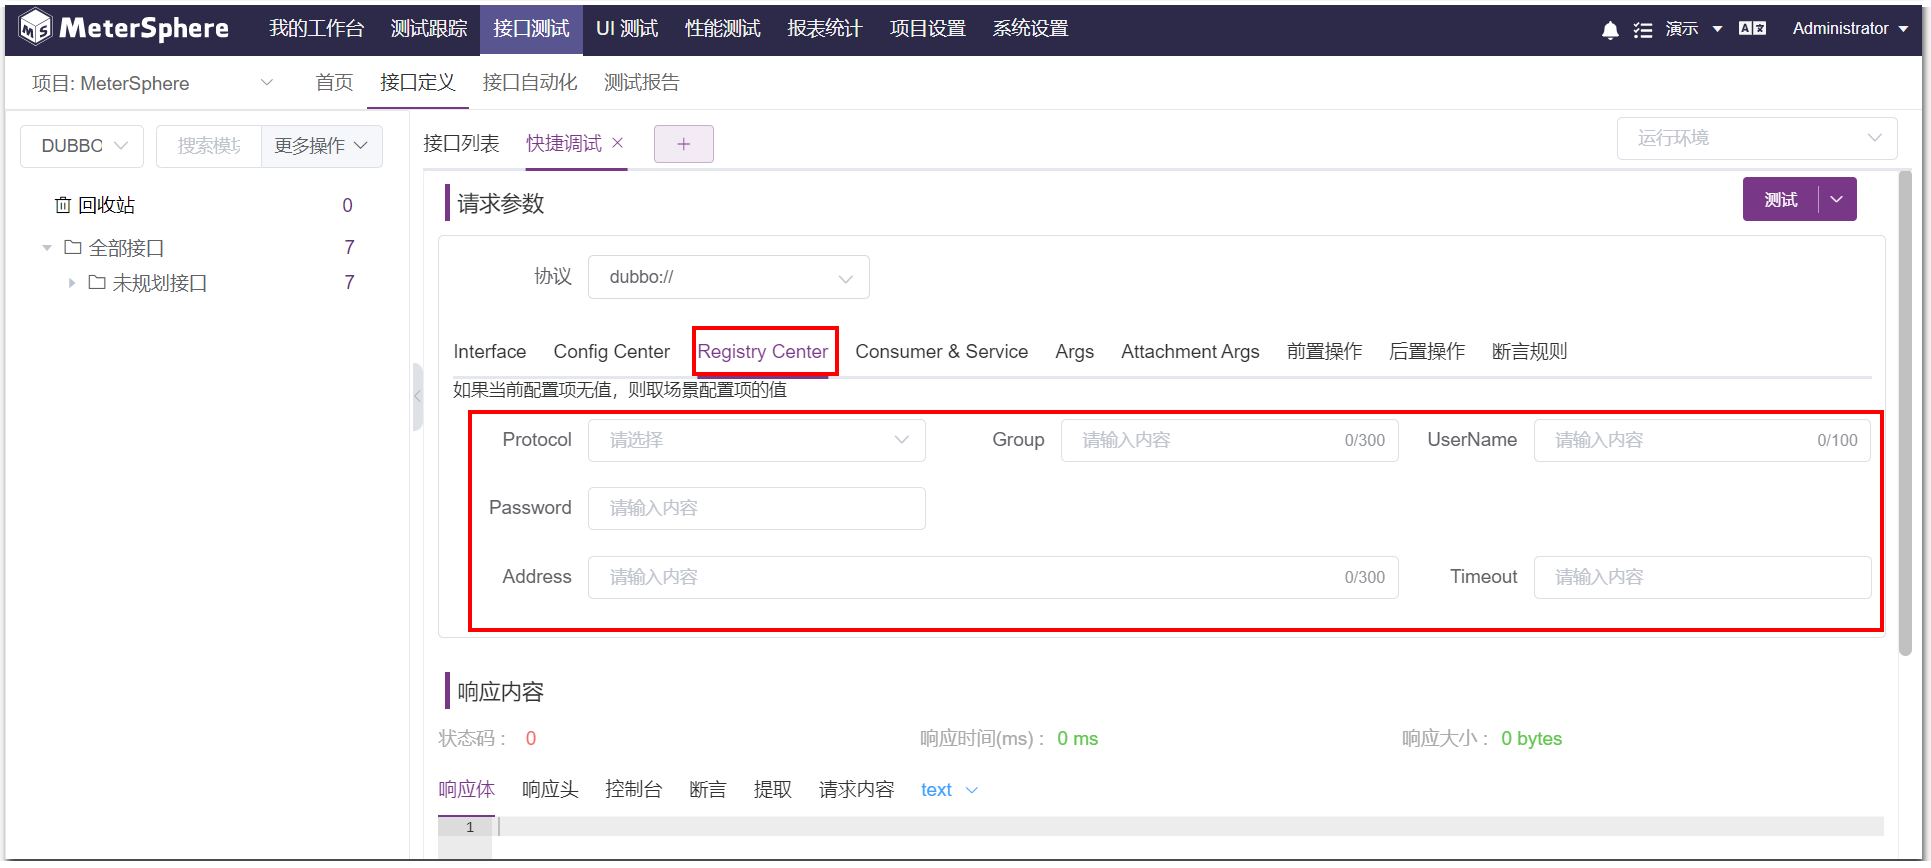 MeterSphere 我的工作台 测试跟踪 接口测试 UI 测试 性能测试 报表统计 项目设置 系统设置 演示 Administrator
项目: MeterSphere 首页 接口定义 接口自动化 测试报告
DUBBO 搜索模块 更多操作 接口列表 快捷调试 × + 运行环境
回收站 0
全部接口 7
未规划接口 7
请求参数 测试
协议 dubbo://
Interface Config Center Registry Center Consumer & Service Args Attachment Args 前置操作 后置操作 断言规则
如果当前配置项无值，则取场景配置项的值
Protocol 请选择 Group 请输入内容 0/300 UserName 请输入内容 0/100
Password 请输入内容
Address 请输入内容 0/300 Timeout 请输入内容
响应内容
状态码 : 0 响应时间(ms) : 0 ms 响应大小 : 0 bytes
响应体 响应头 控制台 断言 提取 请求内容 text
1